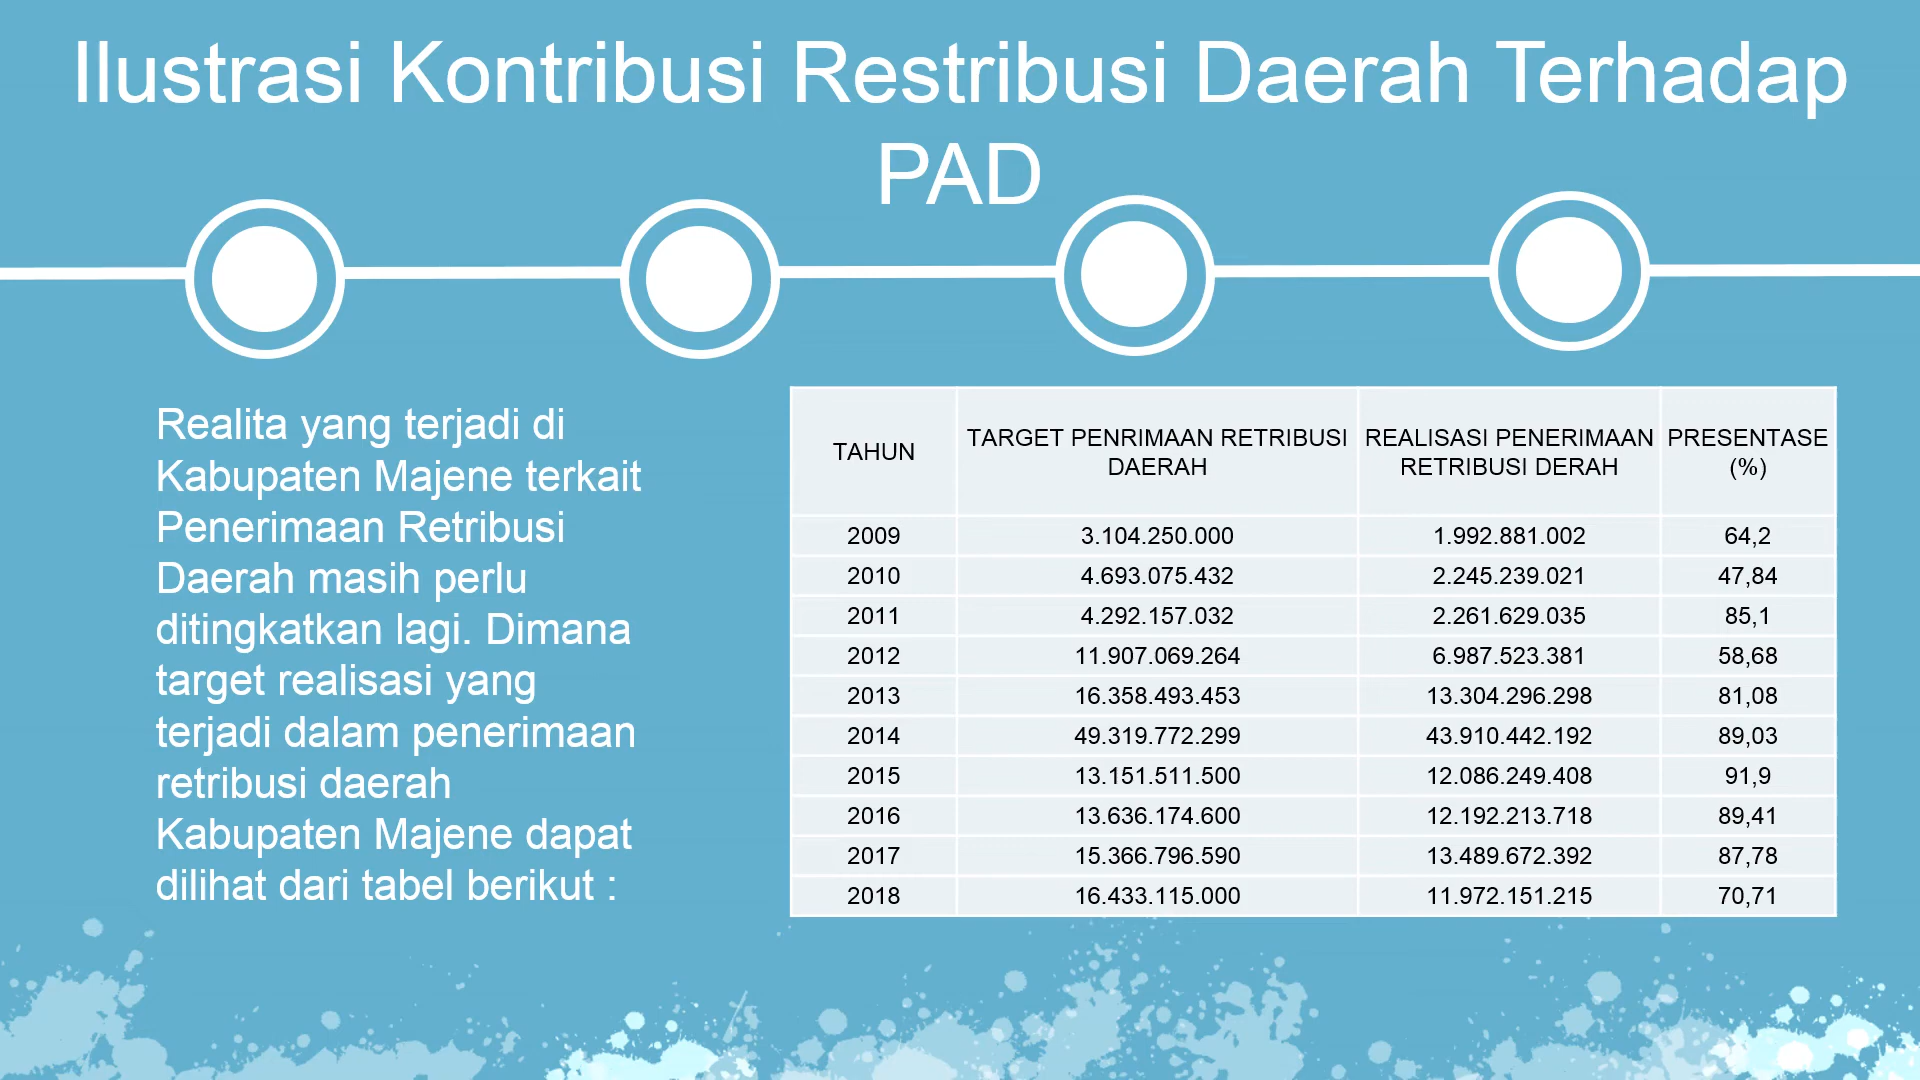 Ilustrasi Kontribusi Restribusi Daerah Terhadap
PAD
Realita yang terjadi di
Kabupaten Majene terkait
Penerimaan Retribusi
Daerah masih perlu
ditingkatkan lagi. Dimana
target realisasi yang
terjadi dalam penerimaan
retribusi daerah
Kabupaten Majene dapat
dilihat dari tabel berikut :
TAHUN TARGET PENRIMAAN RETRIBUSI DAERAH REALISASI PENERIMAAN RETRIBUSI DERAH PRESENTASE (%)
2009 3.104.250.000 1.992.881.002 64,2
2010 4.693.075.432 2.245.239.021 47,84
2011 4.292.157.032 2.261.629.035 85,1
2012 11.907.069.264 6.987.523.381 58,68
2013 16.358.493.453 13.304.296.298 81,08
2014 49.319.772.299 43.910.442.192 89,03
2015 13.151.511.500 12.086.249.408 91,9
2016 13.636.174.600 12.192.213.718 89,41
2017 15.366.796.590 13.489.672.392 87,78
2018 16.433.115.000 11.972.151.215 70,71